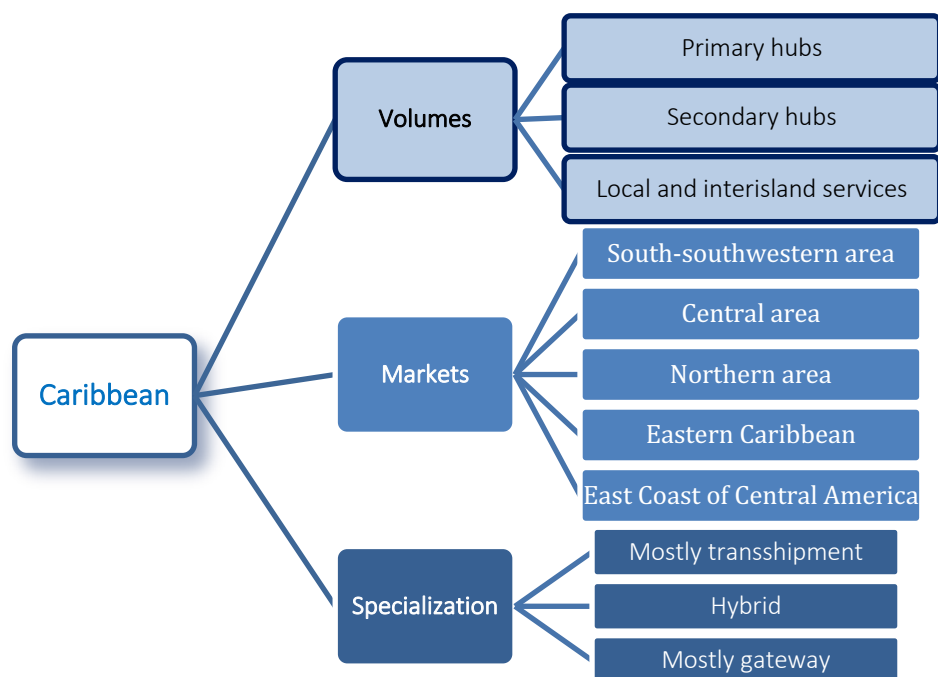 Caribbean
Volumes
Primary hubs
Secondary hubs
Local and interisland services
Markets
South-southwestern area
Central area
Northern area
Eastern Caribbean
East Coast of Central America
Specialization
Mostly transshipment
Hybrid
Mostly gateway